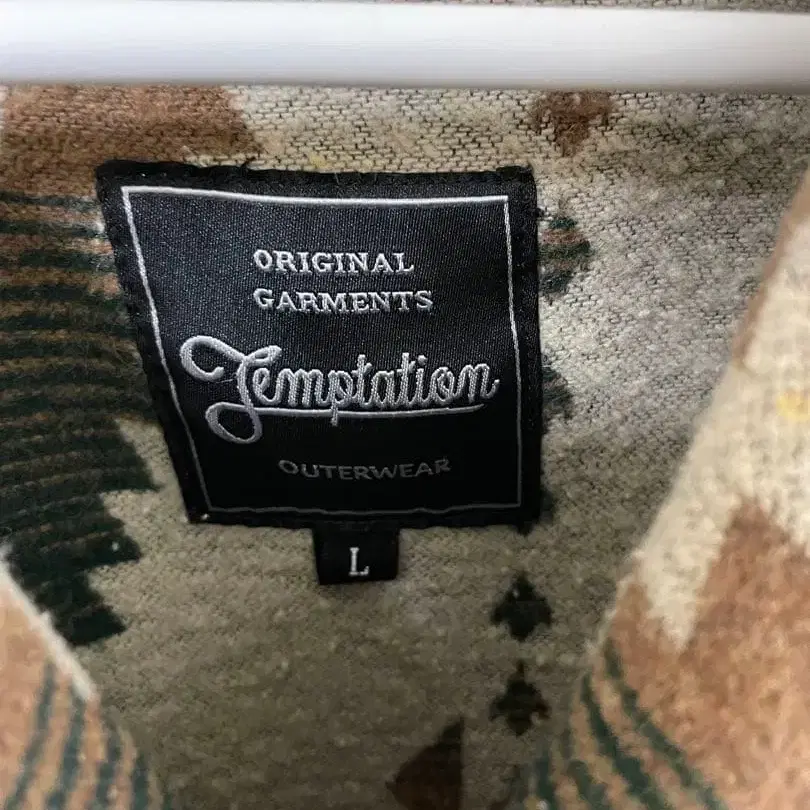 ORIGINAL
GARMENTS
Temptation
OUTERWEAR
L